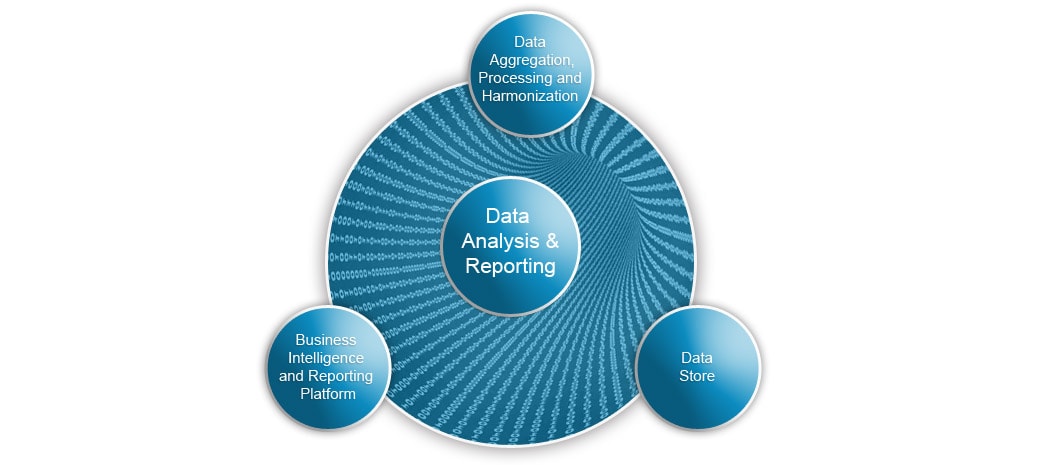 Data
Aggregation,
Processing and
Harmonization
Data
Analysis &
Reporting
Business
Intelligence
and Reporting
Platform
Data
Store